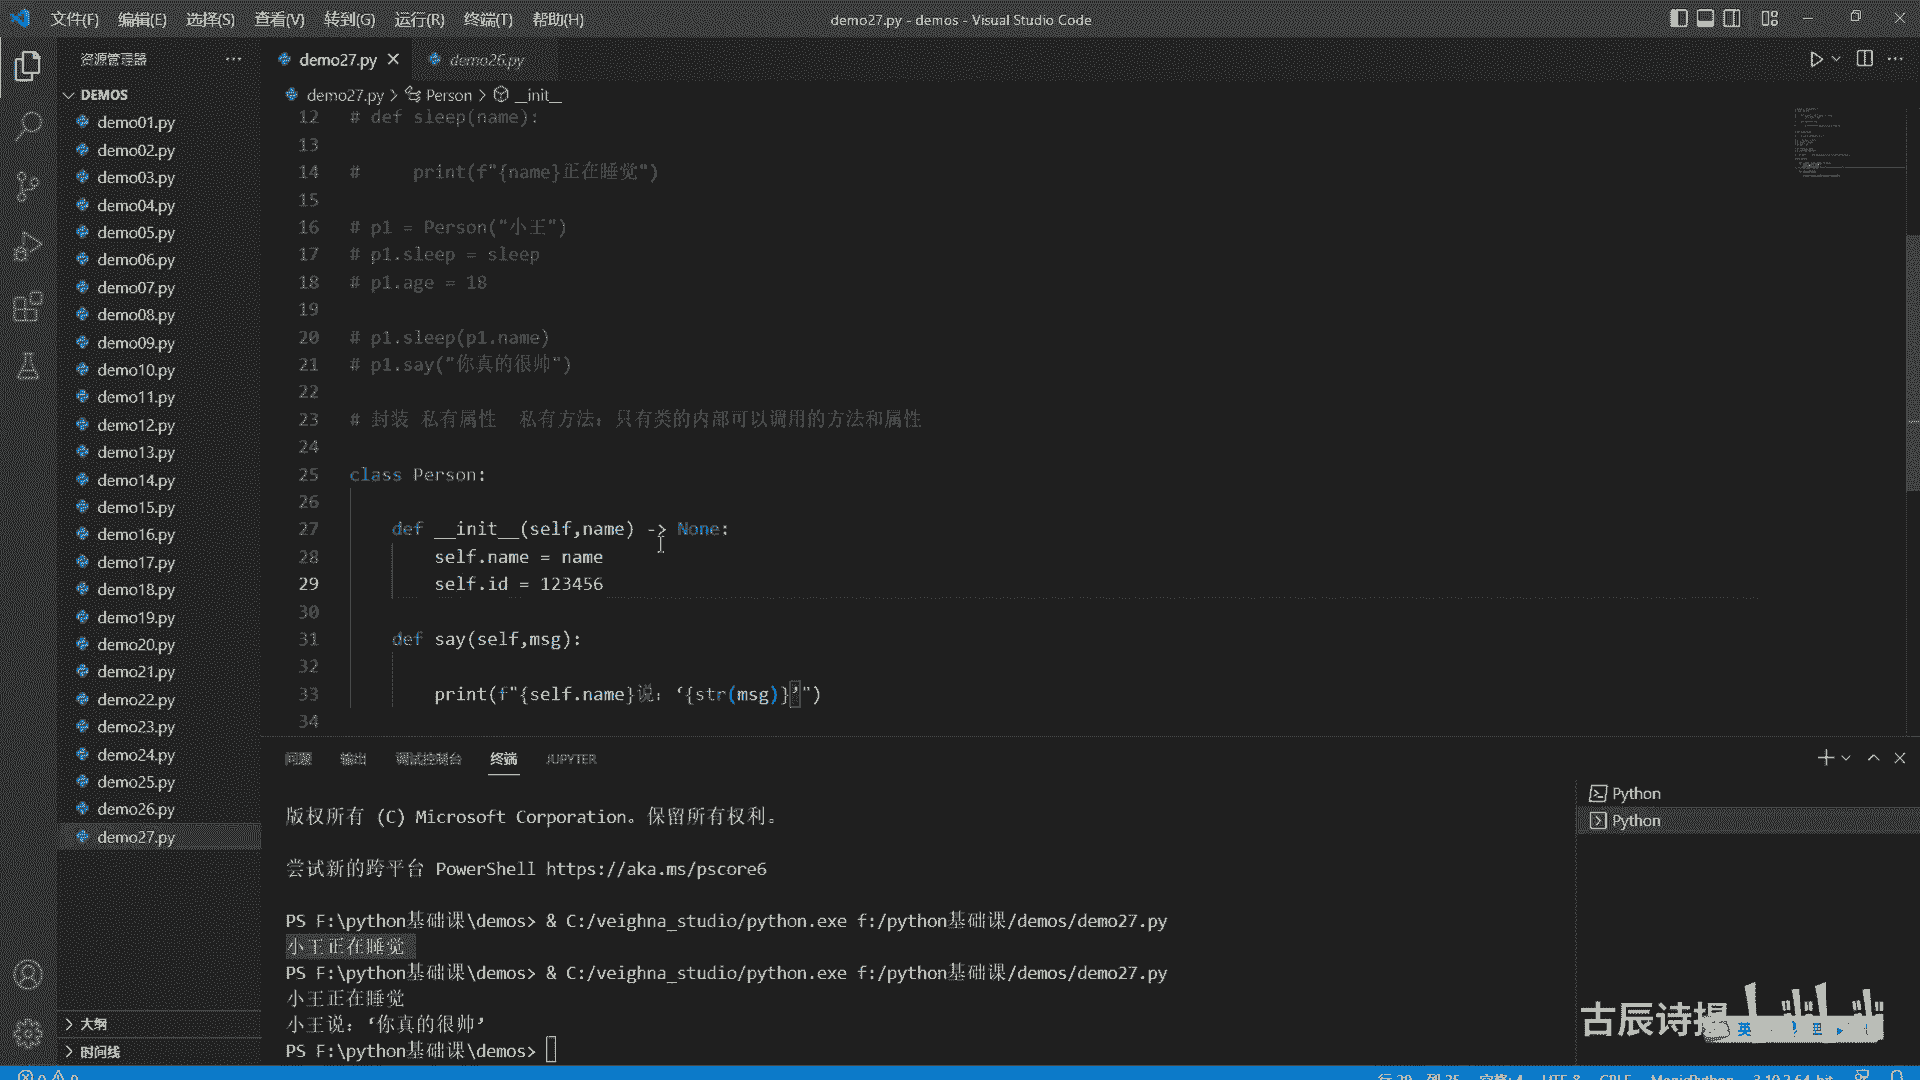 文件(F) 编辑(E) 选择(S) 查看(V) 转到(G) 运行(R) 终端(T) 帮助(H)
demo27.py - demos - Visual Studio Code
资源管理器
DEMOS
demo01.py
demo02.py
demo03.py
demo04.py
demo05.py
demo06.py
demo07.py
demo08.py
demo09.py
demo10.py
demo11.py
demo12.py
demo13.py
demo14.py
demo15.py
demo16.py
demo17.py
demo18.py
demo19.py
demo20.py
demo21.py
demo22.py
demo23.py
demo24.py
demo25.py
demo26.py
demo27.py
大纲
时间线
demo27.py demo26.py
demo27.py > Person > __init__
12 # def sleep(name):
13
14 #     print(f"{name}正在睡觉")
15
16 # p1 = Person("小王")
17 # p1.sleep = sleep
18 # p1.age = 18
19
20 # p1.sleep(p1.name)
21 # p1.say("你真的很帅")
22
23 # 封装 私有属性  私有方法：只有类的内部可以调用的方法和属性
24
25 class Person:
26
27     def __init__(self,name) -> None:
28         self.name = name
29         self.id = 123456
30
31     def say(self,msg):
32
33         print(f"{self.name}说：‘{str(msg)}’")
34
问题 输出 调试控制台 终端 JUPYTER
版权所有 (C) Microsoft Corporation。保留所有权利。
尝试新的跨平台 PowerShell https://aka.ms/pscore6
PS F:\python基础课\demos> & C:/veighna_studio/python.exe f:/python基础课/demos/demo27.py
小王正在睡觉
PS F:\python基础课\demos> & C:/veighna_studio/python.exe f:/python基础课/demos/demo27.py
小王正在睡觉
小王说：‘你真的很帅’
PS F:\python基础课\demos>
Python
Python
古辰诗提
英
行 29 列 25 空格: 4 UTF-8 CRLF MagicPython 3.10.2 64-bit